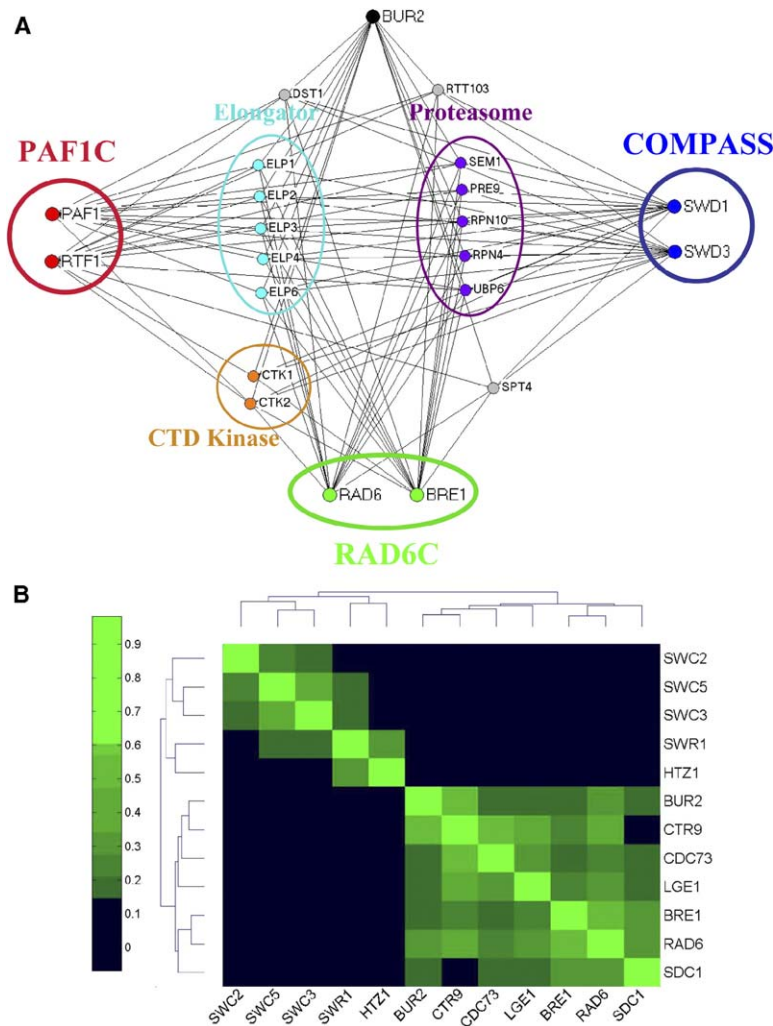 A
BUR2
DST1
RTT103
Elongator
Proteasome
PAF1C
COMPASS
ELP1
SEM1
ELP2
PRE9
PAF1
SWD1
ELP3
RPN10
RTF1
SWD3
ELP4
RPN4
ELP6
UBP6
CTK1
SPT4
CTK2
CTD Kinase
RAD6
BRE1
RAD6C
B
0.9
0.8
0.7
0.6
0.5
0.4
0.3
0.2
0.1
0
SWC2
SWC5
SWC3
SWR1
HTZ1
BUR2
CTR9
CDC73
LGE1
BRE1
RAD6
SDC1
SWC2
SWC5
SWC3
SWR1
HTZ1
BUR2
CTR9
CDC73
LGE1
BRE1
RAD6
SDC1